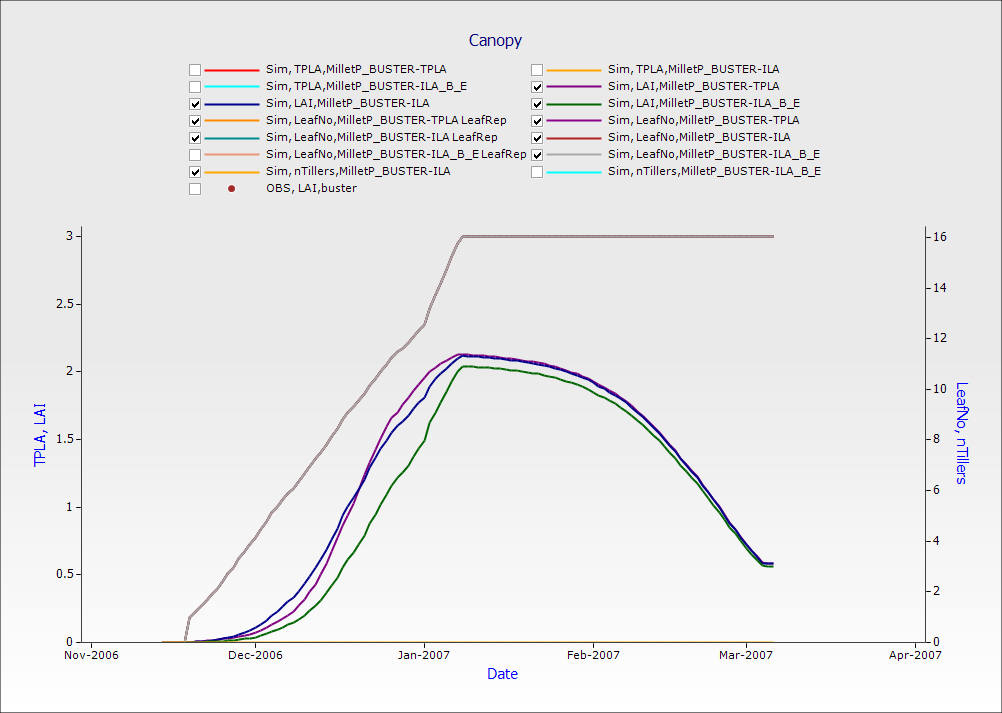 Canopy
Sim, TPLA,MilletP_BUSTER-TPLA Sim, TPLA,MilletP_BUSTER-ILA
Sim, TPLA,MilletP_BUSTER-ILA_B_E Sim, LAI,MilletP_BUSTER-TPLA
Sim, LAI,MilletP_BUSTER-ILA Sim, LAI,MilletP_BUSTER-ILA_B_E
Sim, LeafNo,MilletP_BUSTER-TPLA LeafRep Sim, LeafNo,MilletP_BUSTER-TPLA
Sim, LeafNo,MilletP_BUSTER-ILA LeafRep Sim, LeafNo,MilletP_BUSTER-ILA
Sim, LeafNo,MilletP_BUSTER-ILA_B_E LeafRep Sim, LeafNo,MilletP_BUSTER-ILA_B_E
Sim, nTillers,MilletP_BUSTER-ILA Sim, nTillers,MilletP_BUSTER-ILA_B_E
OBS, LAI,buster
TPLA, LAI
3
2.5
2
1.5
1
0.5
0
16
14
12
10
8
6
4
2
0
LeafNo, nTillers
Nov-2006 Dec-2006 Jan-2007 Feb-2007 Mar-2007 Apr-2007
Date